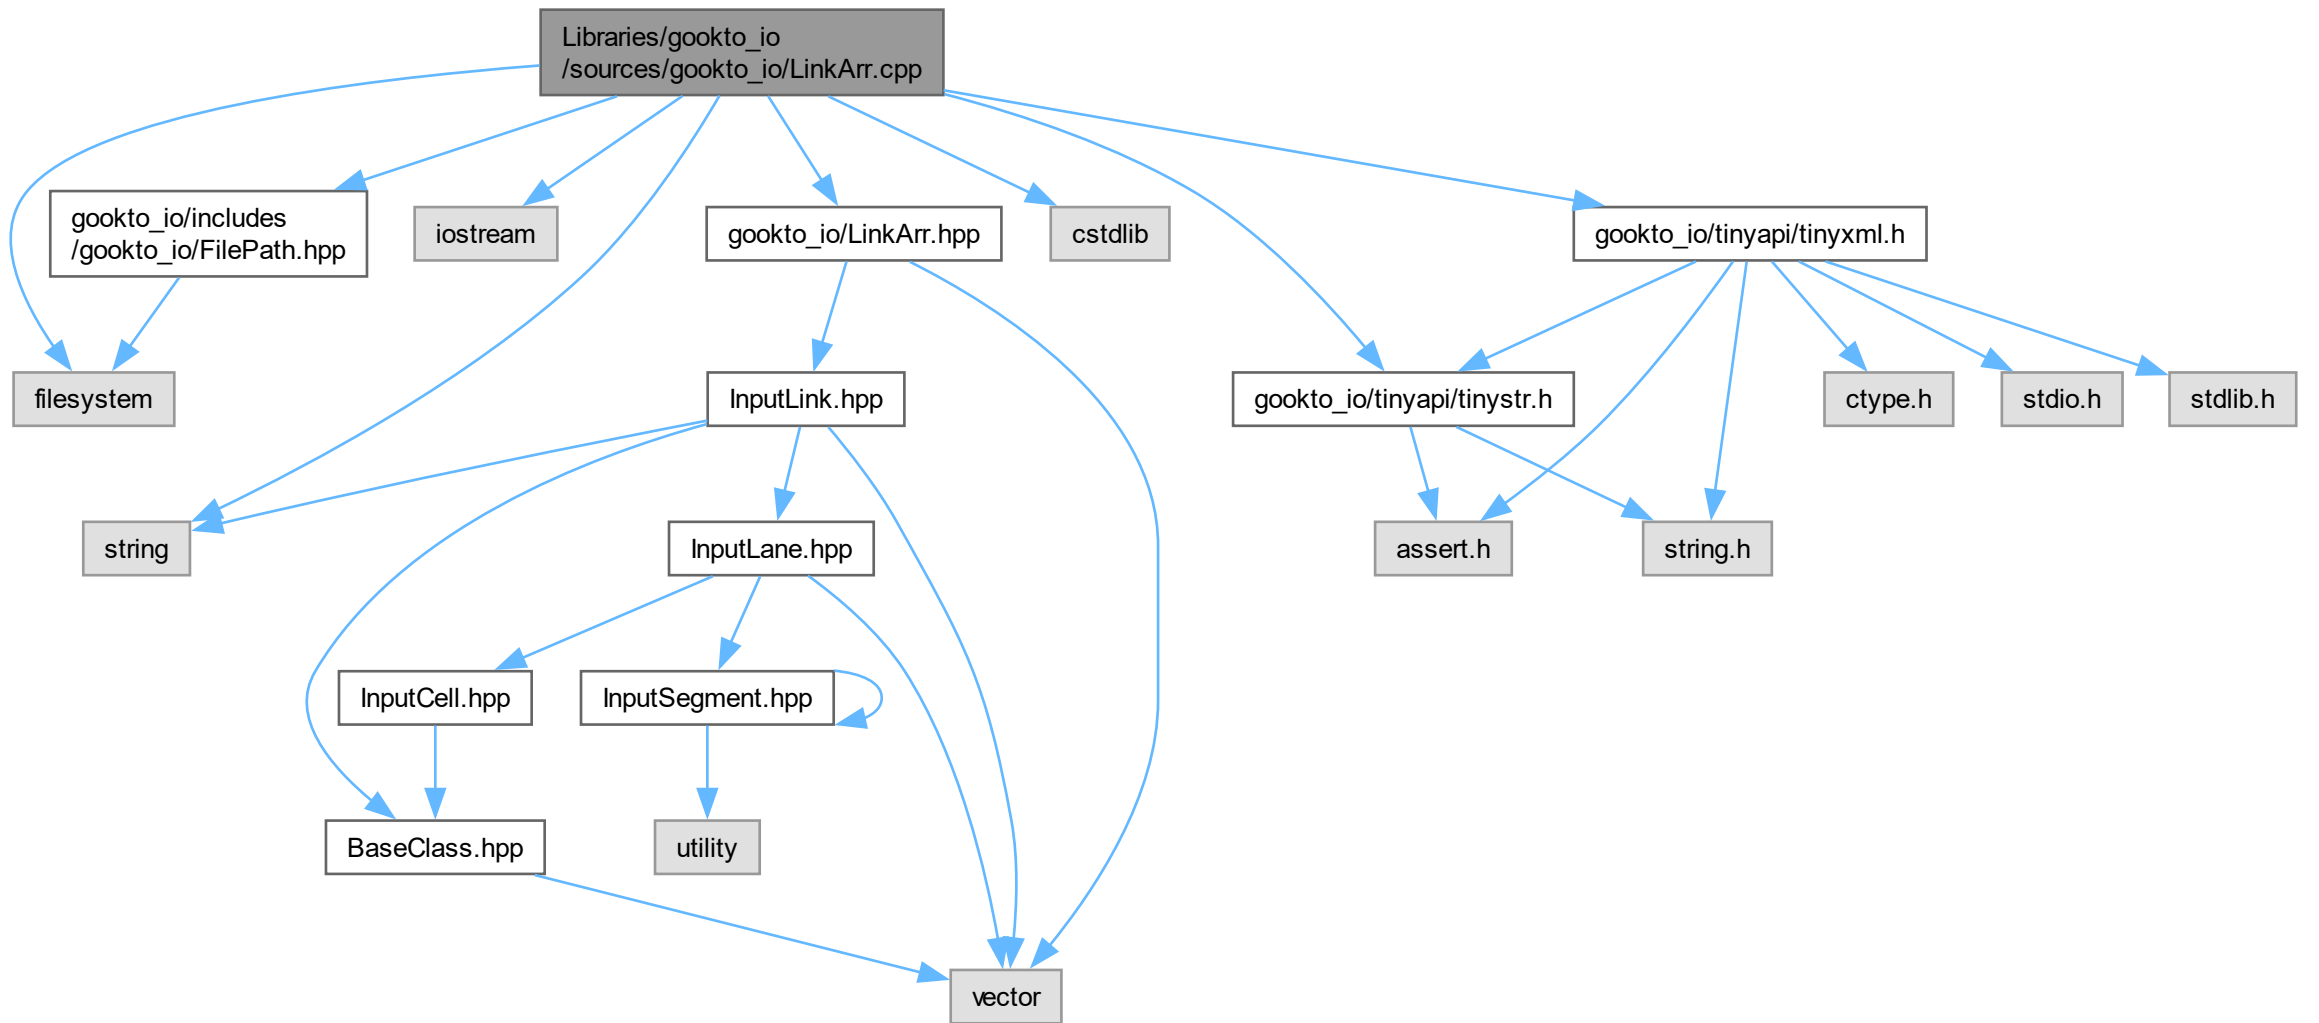 Libraries/gookto_io
/sources/gookto_io/LinkArr.cpp
gookto_io/includes
/gookto_io/FilePath.hpp
iostream
gookto_io/LinkArr.hpp
cstdlib
gookto_io/tinyapi/tinyxml.h
filesystem
InputLink.hpp
gookto_io/tinyapi/tinystr.h
ctype.h
stdio.h
stdlib.h
string
InputLane.hpp
assert.h
string.h
InputCell.hpp
InputSegment.hpp
BaseClass.hpp
utility
vector